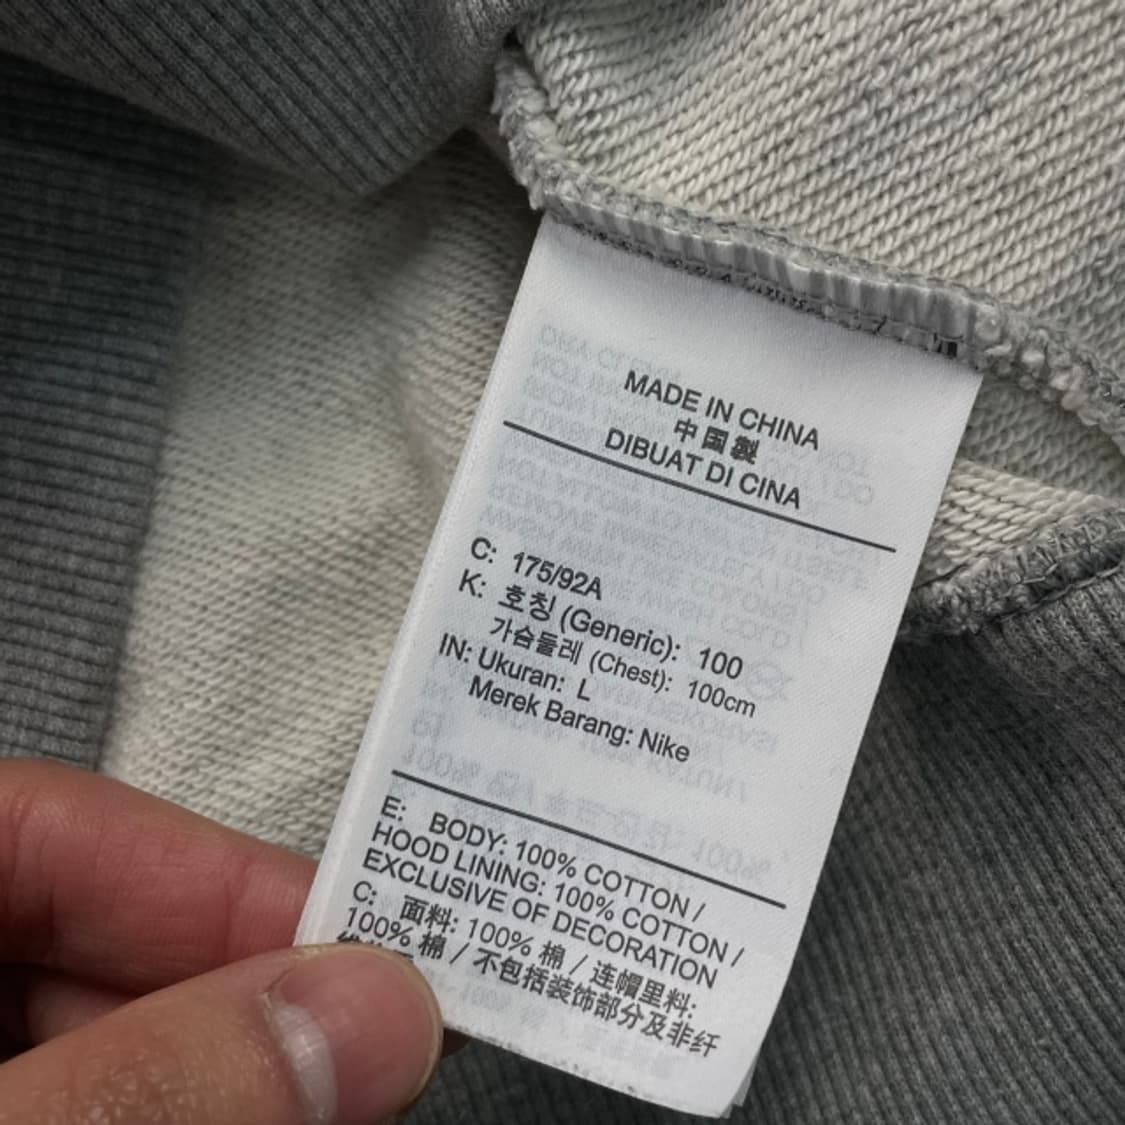 MADE IN CHINA
中国製
DIBUAT DI CINA
C: 175/92A
K: 호칭 (Generic): 100
가슴둘레 (Chest): 100cm
IN: Ukuran: L
Merek Barang: Nike
E: BODY: 100% COTTON /
HOOD LINING: 100% COTTON /
EXCLUSIVE OF DECORATION
C: 面料: 100% 棉 / 连帽里料:
100% 棉 / 不包括装饰部分及非纤